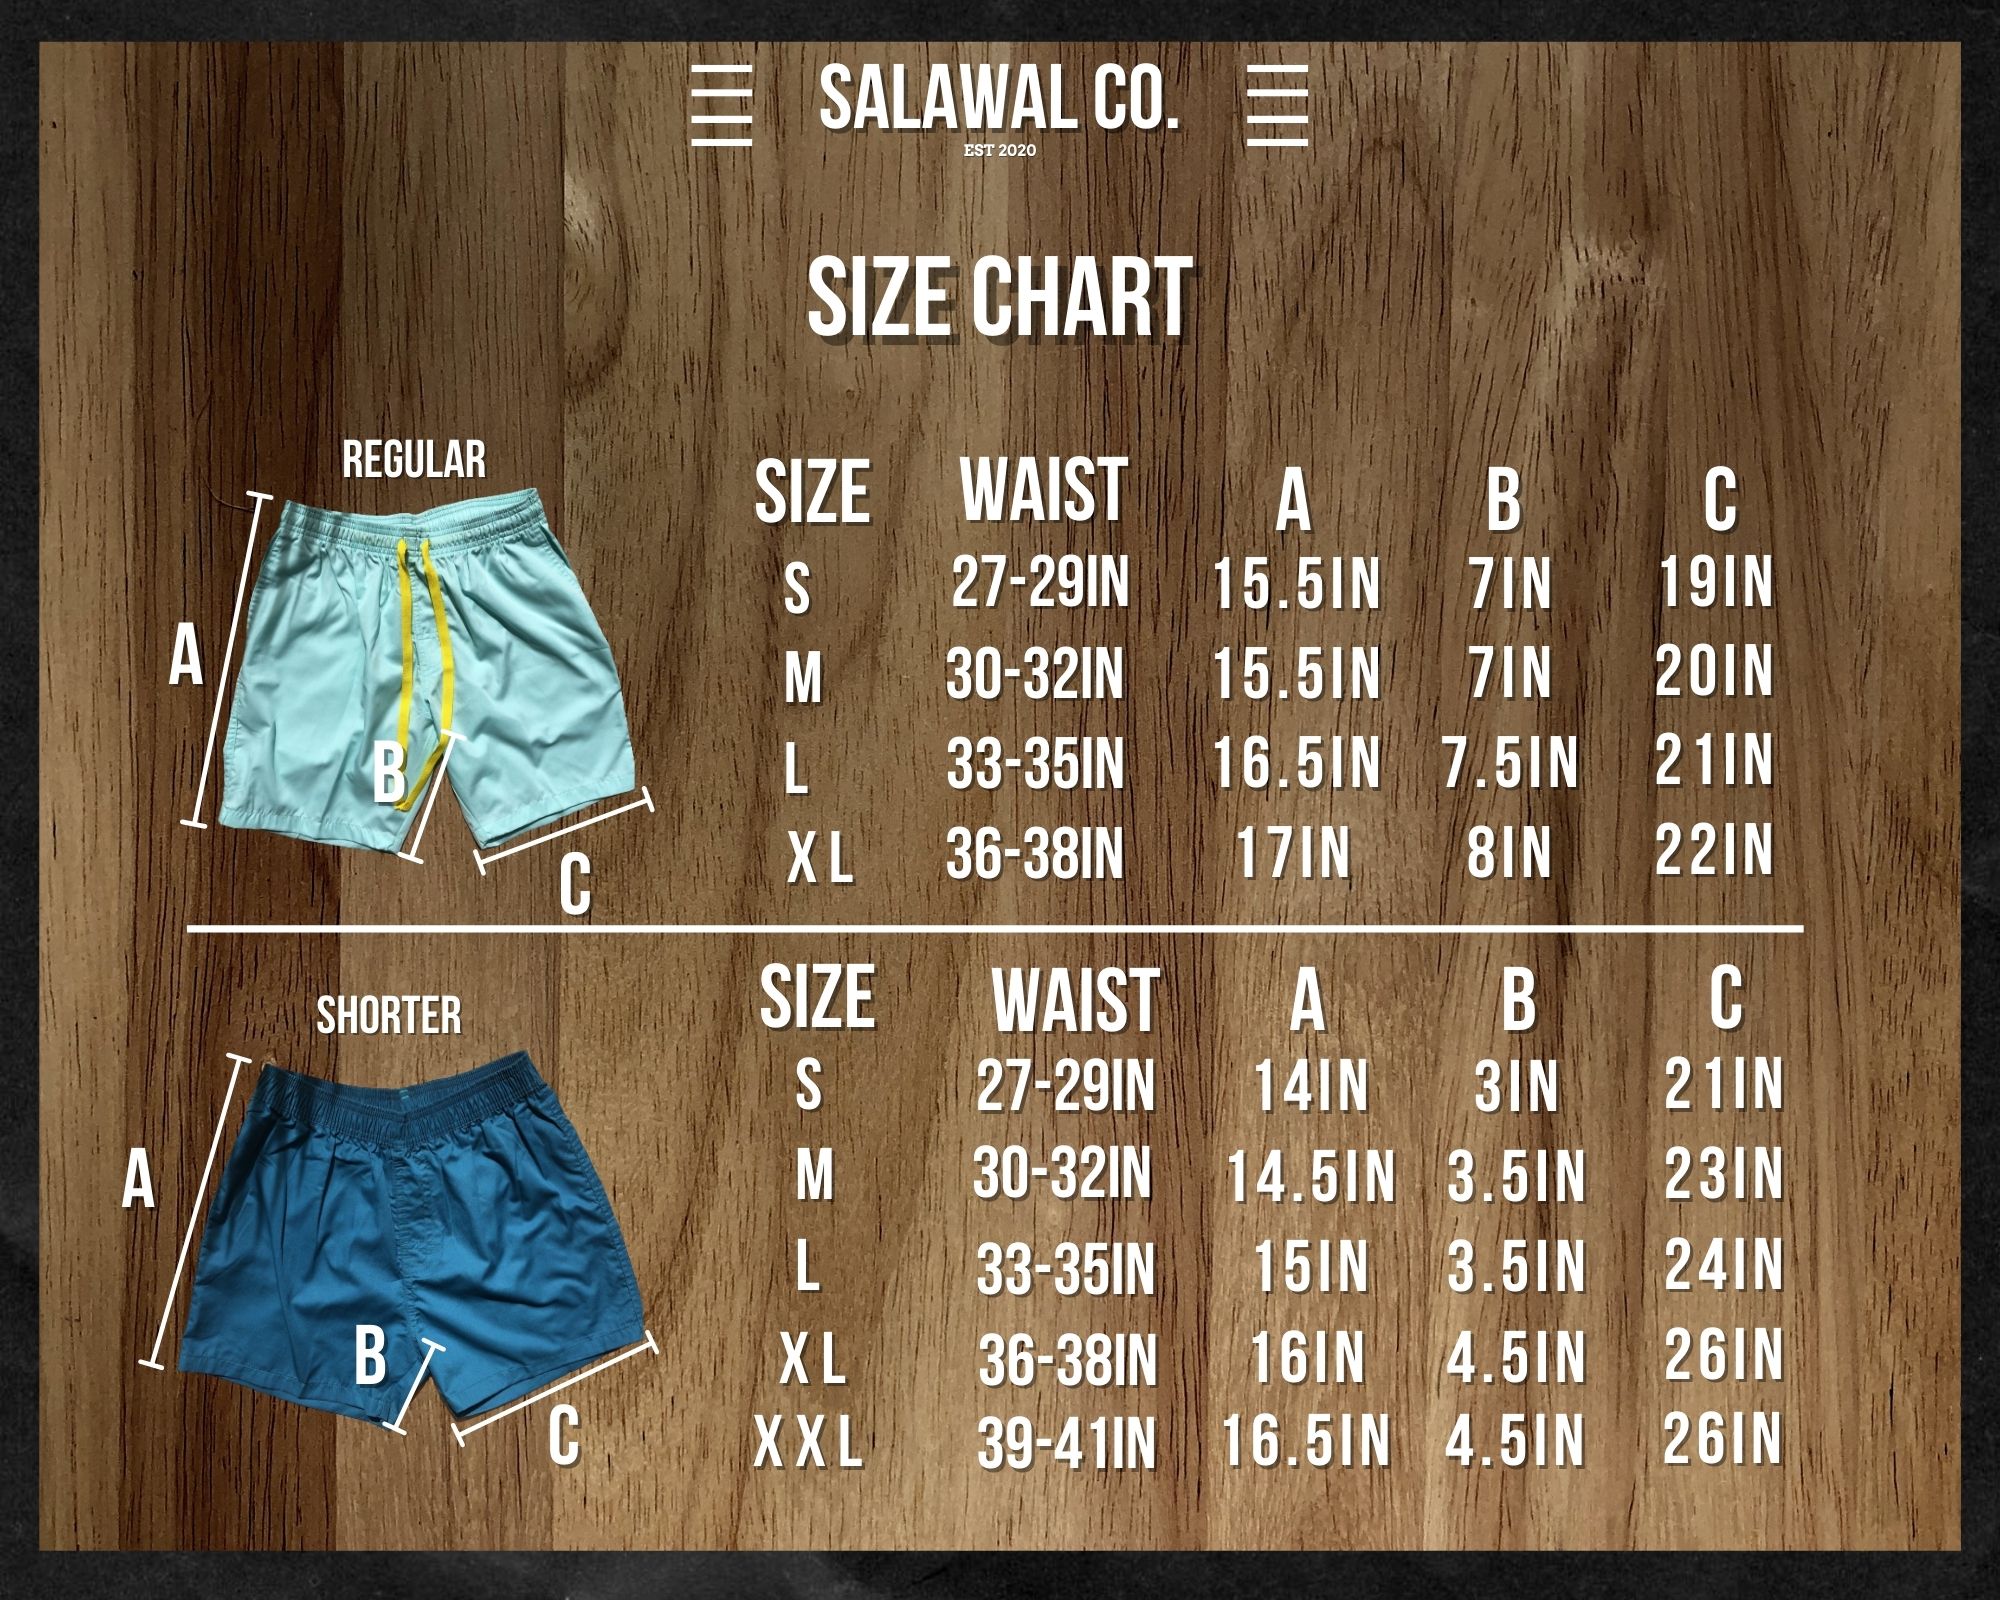 SALAWAL CO.
EST 2020
SIZE CHART
REGULAR
A
B
C
SIZE WAIST A B C
S 27-29IN 15.5IN 7IN 19IN
M 30-32IN 15.5IN 7IN 20IN
L 33-35IN 16.5IN 7.5IN 21IN
XL 36-38IN 17IN 8IN 22IN
SHORTER
A
B
C
SIZE WAIST A B C
S 27-29IN 14IN 3IN 21IN
M 30-32IN 14.5IN 3.5IN 23IN
L 33-35IN 15IN 3.5IN 24IN
XL 36-38IN 16IN 4.5IN 26IN
XXL 39-41IN 16.5IN 4.5IN 26IN